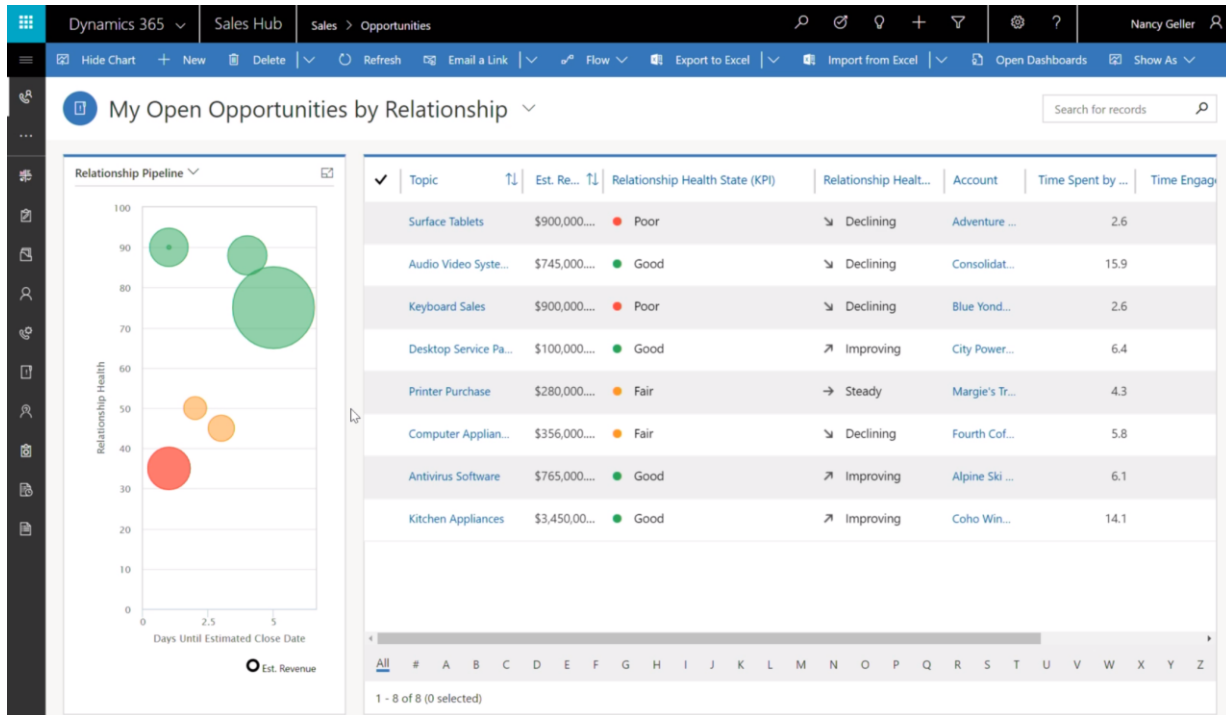 Dynamics 365 Sales Hub Sales > Opportunities Nancy Geller
Hide Chart New Delete Refresh Email a Link Flow Export to Excel Import from Excel Open Dashboards Show As
My Open Opportunities by Relationship Search for records
Relationship Pipeline
100
90
80
70
60
50
40
30
20
10
0
Relationship Health
0 2.5 5
Days Until Estimated Close Date
Est. Revenue
Topic Est. Re... Relationship Health State (KPI) Relationship Healt... Account Time Spent by ... Time Engag
Surface Tablets $900,000.... Poor Declining Adventure ... 2.6
Audio Video Syste... $745,000.... Good Declining Consolidat... 15.9
Keyboard Sales $900,000.... Poor Declining Blue Yond... 2.6
Desktop Service Pa... $100,000.... Good Improving City Power... 6.4
Printer Purchase $280,000.... Fair Steady Margie's Tr... 4.3
Computer Applian... $356,000.... Fair Declining Fourth Cof... 5.8
Antivirus Software $765,000.... Good Improving Alpine Ski ... 6.1
Kitchen Appliances $3,450,00... Good Improving Coho Win... 14.1
All # A B C D E F G H I J K L M N O P Q R S T U V W X Y Z
1 - 8 of 8 (0 selected)